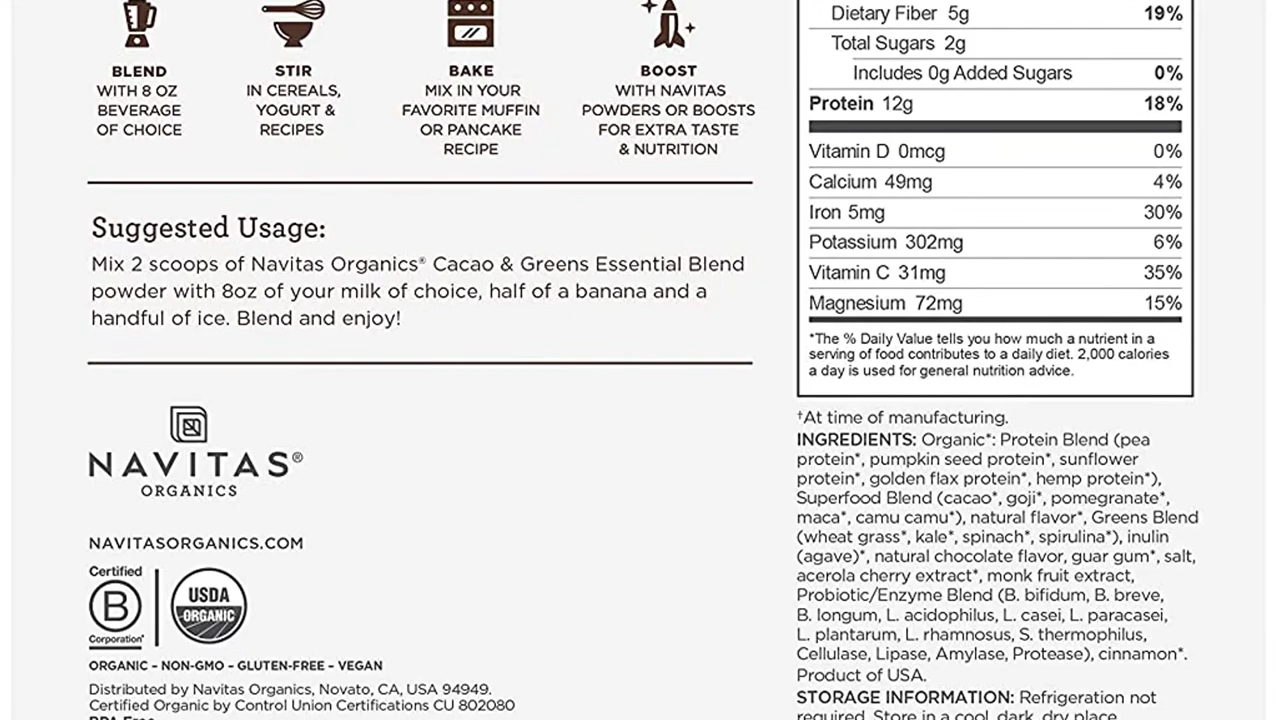 BLEND
WITH 8 OZ
BEVERAGE
OF CHOICE
STIR
IN CEREALS,
YOGURT &
RECIPES
BAKE
MIX IN YOUR
FAVORITE MUFFIN
OR PANCAKE
RECIPE
BOOST
WITH NAVITAS
POWDERS OR BOOSTS
FOR EXTRA TASTE
& NUTRITION
Suggested Usage:
Mix 2 scoops of Navitas Organics® Cacao & Greens Essential Blend
powder with 8oz of your milk of choice, half of a banana and a
handful of ice. Blend and enjoy!
NAVITAS®
ORGANICS
NAVITASORGANICS.COM
Certified
B
Corporation
USDA
ORGANIC
ORGANIC – NON-GMO – GLUTEN-FREE – VEGAN
Distributed by Navitas Organics, Novato, CA, USA 94949.
Certified Organic by Control Union Certifications CU 802080
BPA Free
Dietary Fiber 5g 19%
Total Sugars 2g
Includes 0g Added Sugars 0%
Protein 12g 18%
Vitamin D 0mcg 0%
Calcium 49mg 4%
Iron 5mg 30%
Potassium 302mg 6%
Vitamin C 31mg 35%
Magnesium 72mg 15%
*The % Daily Value tells you how much a nutrient in a
serving of food contributes to a daily diet. 2,000 calories
a day is used for general nutrition advice.
†At time of manufacturing.
INGREDIENTS: Organic*: Protein Blend (pea
protein*, pumpkin seed protein*, sunflower
protein*, golden flax protein*, hemp protein*),
Superfood Blend (cacao*, goji*, pomegranate*,
maca*, camu camu*), natural flavor*, Greens Blend
(wheat grass*, kale*, spinach*, spirulina*), inulin
(agave)*, natural chocolate flavor, guar gum*, salt,
acerola cherry extract*, monk fruit extract,
Probiotic/Enzyme Blend (B. bifidum, B. breve,
B. longum, L. acidophilus, L. casei, L. paracasei,
L. plantarum, L. rhamnosus, S. thermophilus,
Cellulase, Lipase, Amylase, Protease), cinnamon*.
Product of USA.
STORAGE INFORMATION: Refrigeration not
required. Store in a cool, dark, dry place